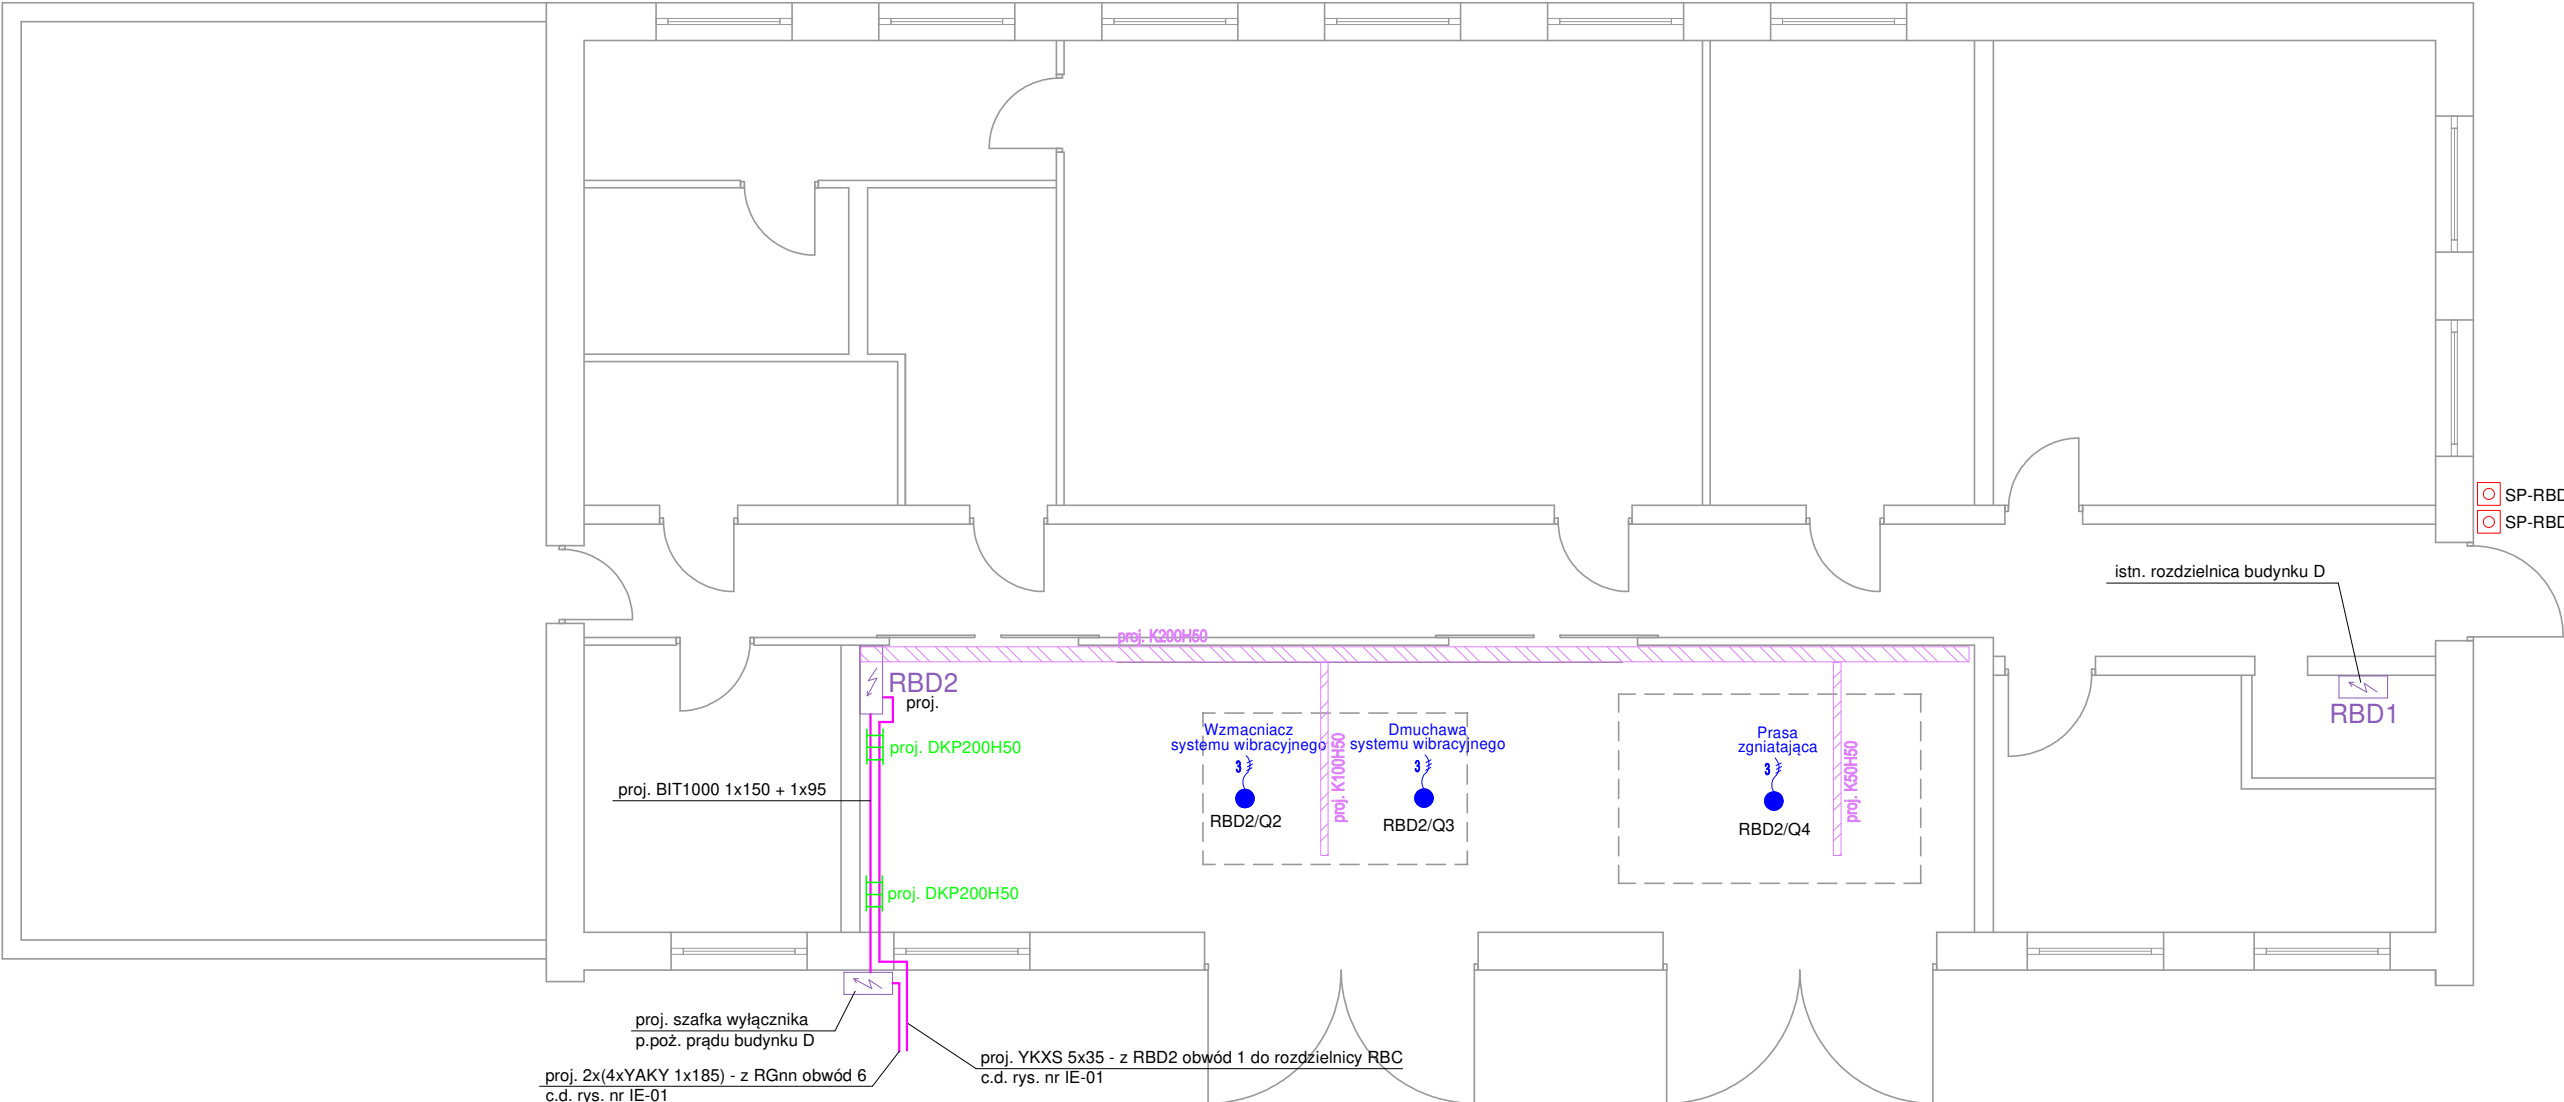 SP-RBD
SP-RBD
istn. rozdzielnica budynku D
proj. K200H50
RBD2
proj.
RBD1
Wzmacniacz
systemu wibracyjnego
Dmuchawa
systemu wibracyjnego
Prasa
zgniatająca
3
3
3
proj. K100H50
proj. K50H50
proj. DKP200H50
proj. BIT1000 1x150 + 1x95
RBD2/Q2
RBD2/Q3
RBD2/Q4
proj. DKP200H50
proj. szafka wyłącznika
p.poż. prądu budynku D
proj. YKXS 5x35 - z RBD2 obwód 1 do rozdzielnicy RBC
c.d. rys. nr IE-01
proj. 2x(4xYAKY 1x185) - z RGnn obwód 6
c.d. rys. nr IE-01